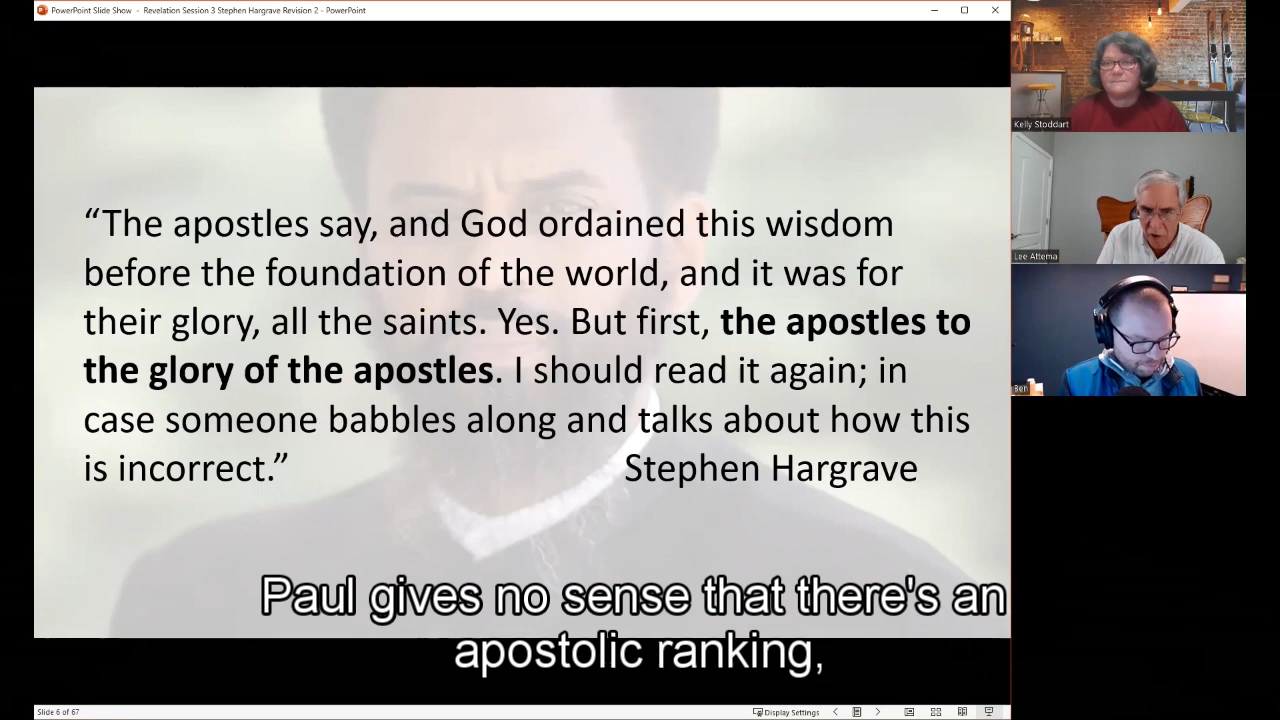 PowerPoint Slide Show - Revelation Session 3 Stephen Hargrave Revision 2 - PowerPoint
“The apostles say, and God ordained this wisdom
before the foundation of the world, and it was for
their glory, all the saints. Yes. But first, the apostles to
the glory of the apostles. I should read it again; in
case someone babbles along and talks about how this
is incorrect.”
Stephen Hargrave
Paul gives no sense that there's an
apostolic ranking,
Slide 6 of 67
Display Settings
Kelly Stoddart
Lee Attema
Ben